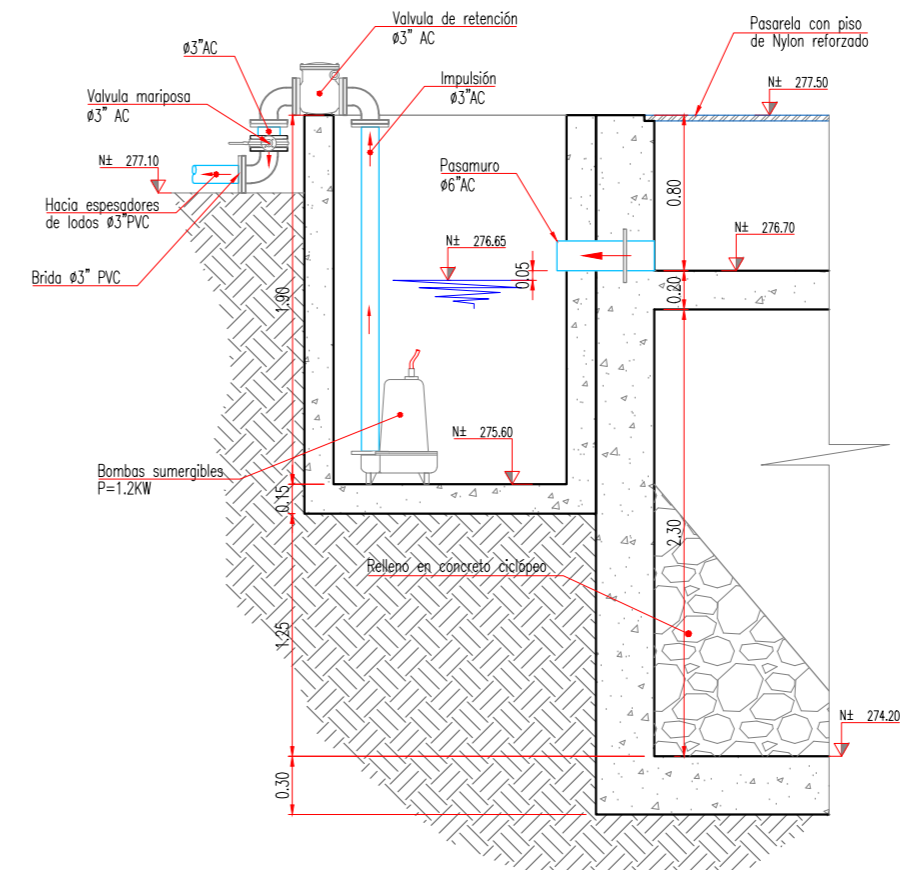 Valvula de retención
ø3" AC
Pasarela con piso
de Nylon reforzado
ø3"AC
Impulsión
ø3"AC
N± 277.50
Valvula mariposa
ø3" AC
N± 277.10
Pasamuro
ø6"AC
0.80
Hacia espesadores
de lodos ø3"PVC
N± 276.65
N± 276.70
Brida ø3" PVC
0.05
0.20
1.90
N± 275.60
Bombas sumergibles
P=1.2KW
0.15
2.30
Relleno en concreto ciclópeo
1.25
N± 274.20
0.30